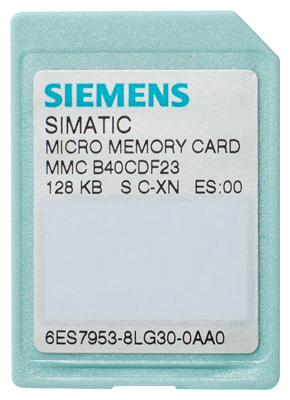 SIEMENS
SIMATIC
MICRO MEMORY CARD
MMC B40CDF23
128 KB S C-XN ES:00
6ES7953-8LG30-0AA0